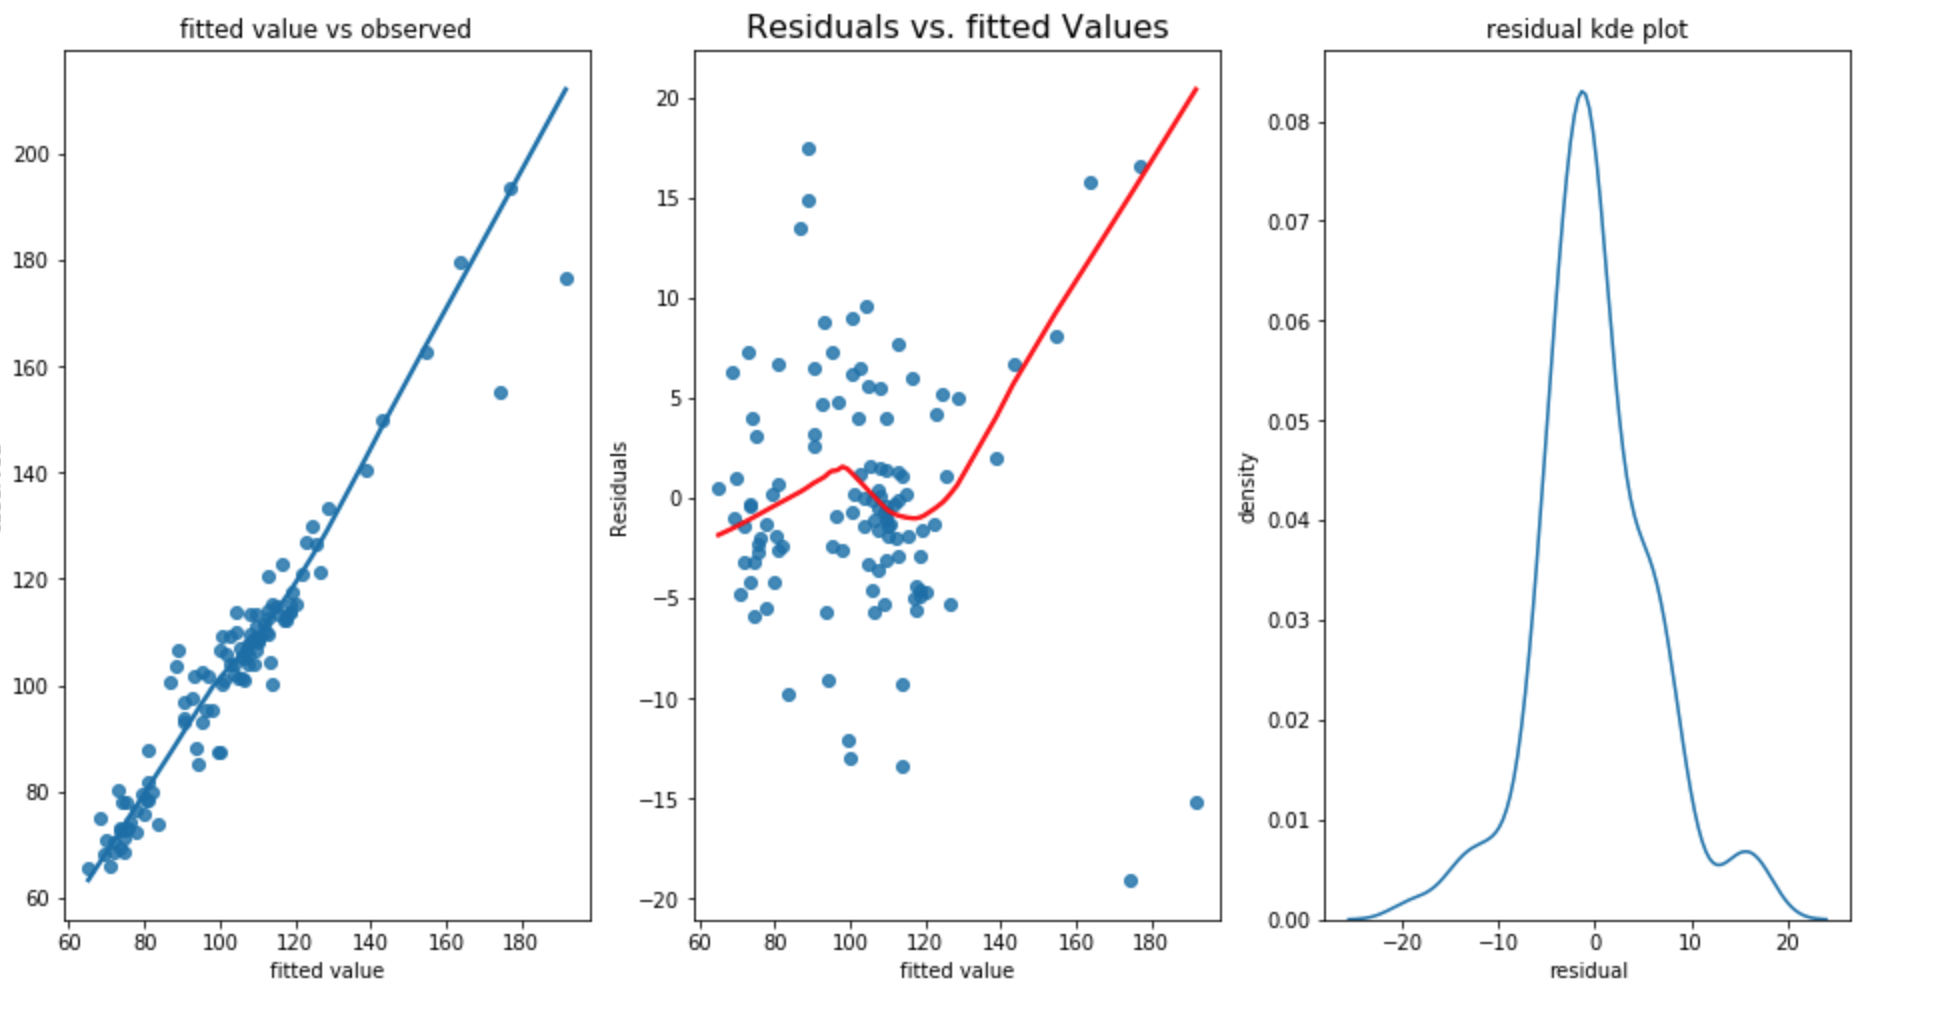 fitted value vs observed
200
180
160
140
120
100
80
60
60 80 100 120 140 160 180
fitted value
Residuals vs. fitted Values
20
15
10
5
0
−5
−10
−15
−20
Residuals
60 80 100 120 140 160 180
fitted value
residual kde plot
0.08
0.07
0.06
0.05
0.04
0.03
0.02
0.01
0.00
density
−20 −10 0 10 20
residual